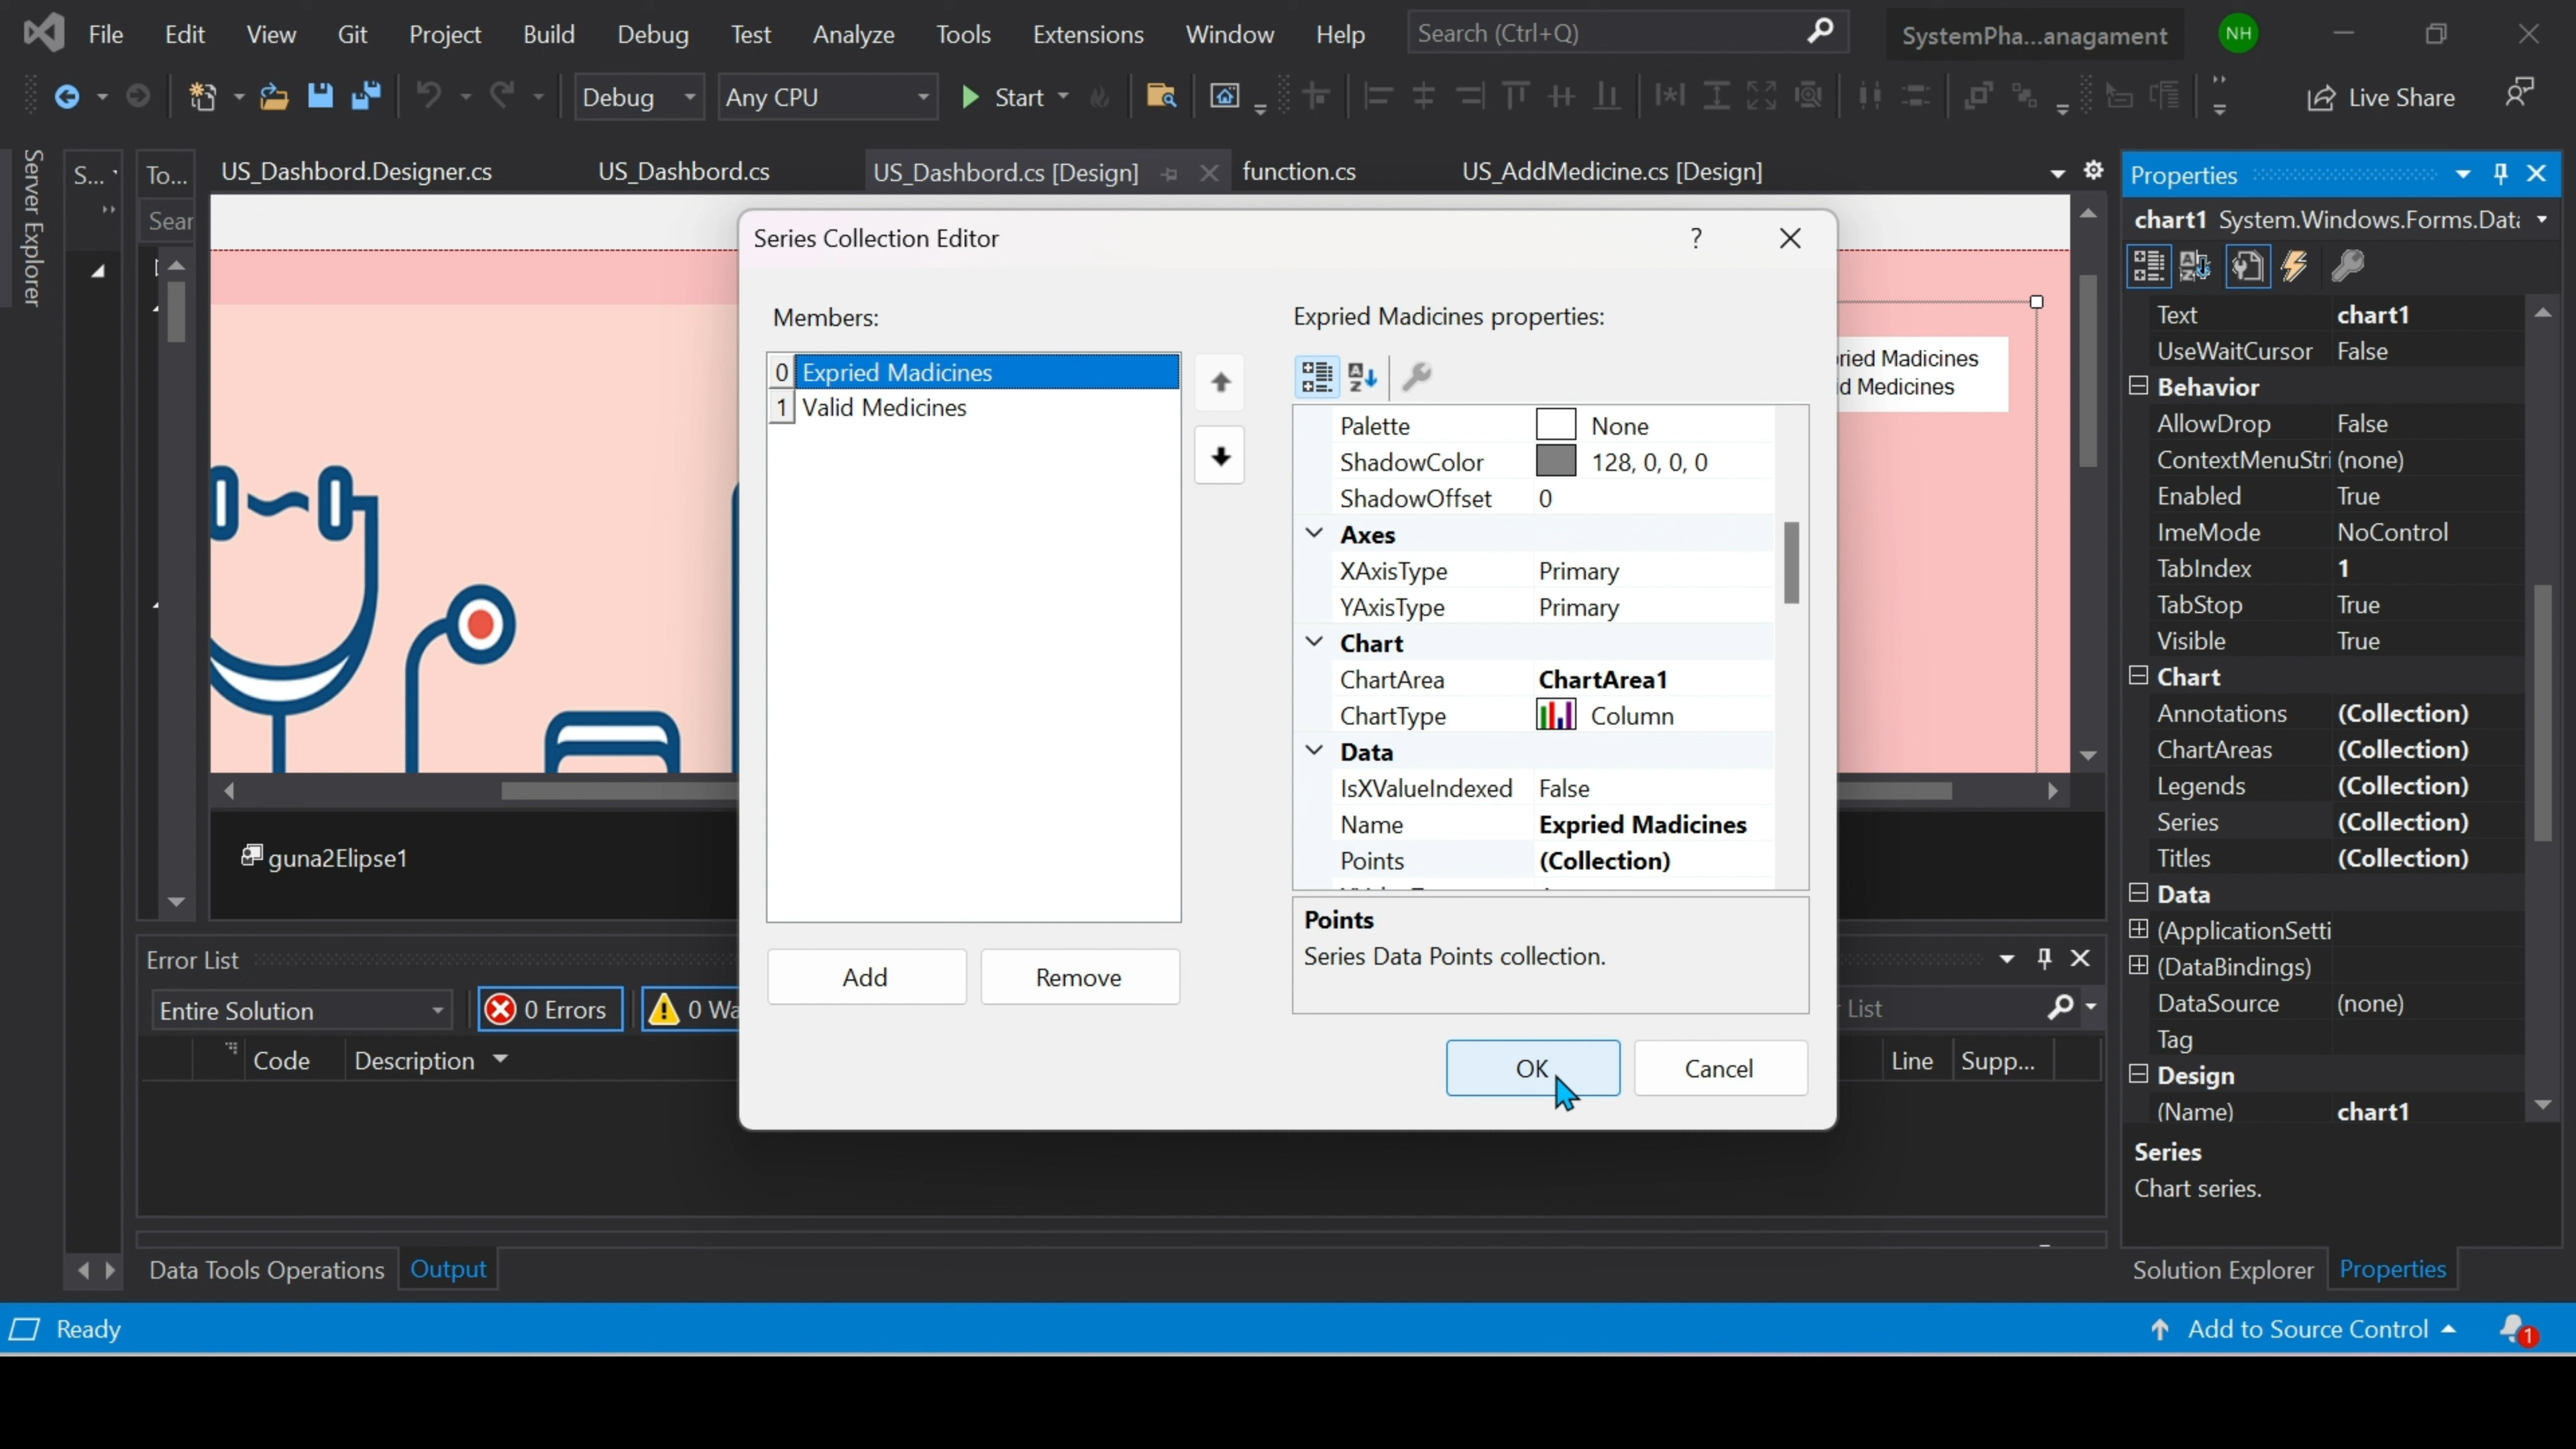 File Edit View Git Project Build Debug Test Analyze Tools Extensions Window Help Search (Ctrl+Q) SystemPha...anagament NH
Debug Any CPU Start Live Share
Server Explorer
S...
To...
Sear
US_Dashbord.Designer.cs US_Dashbord.cs US_Dashbord.cs [Design] function.cs US_AddMedicine.cs [Design]
Series Collection Editor ?
Members:
0 Expried Madicines
1 Valid Medicines
Add Remove
Expried Madicines properties:
Palette None
ShadowColor 128, 0, 0, 0
ShadowOffset 0
Axes
XAxisType Primary
YAxisType Primary
Chart
ChartArea ChartArea1
ChartType Column
Data
IsXValueIndexed False
Name Expried Madicines
Points (Collection)
Points
Series Data Points collection.
OK Cancel
ried Madicines
d Medicines
guna2Elipse1
Error List
Entire Solution 0 Errors 0 Wa
List
Code Description Line Supp...
Data Tools Operations Output
Properties
chart1 System.Windows.Forms.Data
Text chart1
UseWaitCursor False
Behavior
AllowDrop False
ContextMenuStri (none)
Enabled True
ImeMode NoControl
TabIndex 1
TabStop True
Visible True
Chart
Annotations (Collection)
ChartAreas (Collection)
Legends (Collection)
Series (Collection)
Titles (Collection)
Data
(ApplicationSetti
(DataBindings)
DataSource (none)
Tag
Design
(Name) chart1
Series
Chart series.
Solution Explorer Properties
Ready Add to Source Control 1